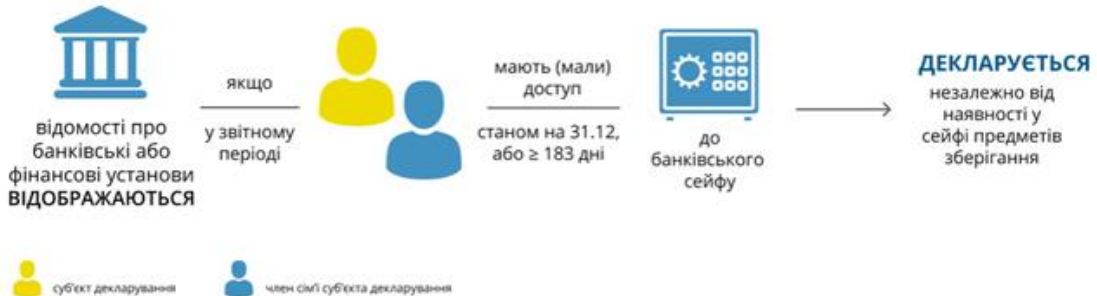 відомості про
банківські або
фінансові установи
ВІДОБРАЖАЮТЬСЯ
якщо
у звітному
періоді
мають (мали)
доступ
станом на 31.12,
або ≥ 183 дні
до
банківського
сейфу
ДЕКЛАРУЄТЬСЯ
незалежно від
наявності у
сейфі предметів
зберігання
суб'єкт декларування
член сім'ї суб'єкта декларування